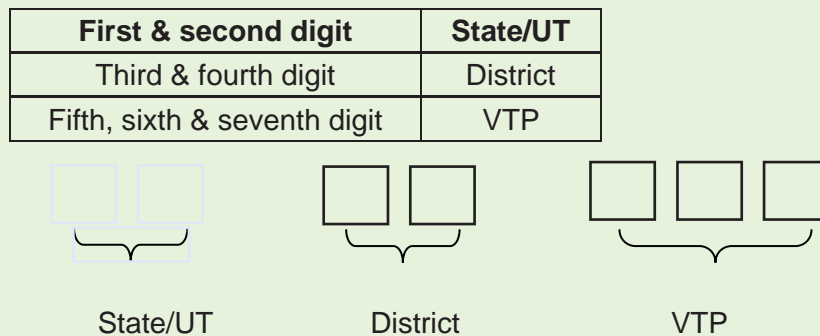 First & second digit State/UT
Third & fourth digit District
Fifth, sixth & seventh digit VTP
State/UT District VTP